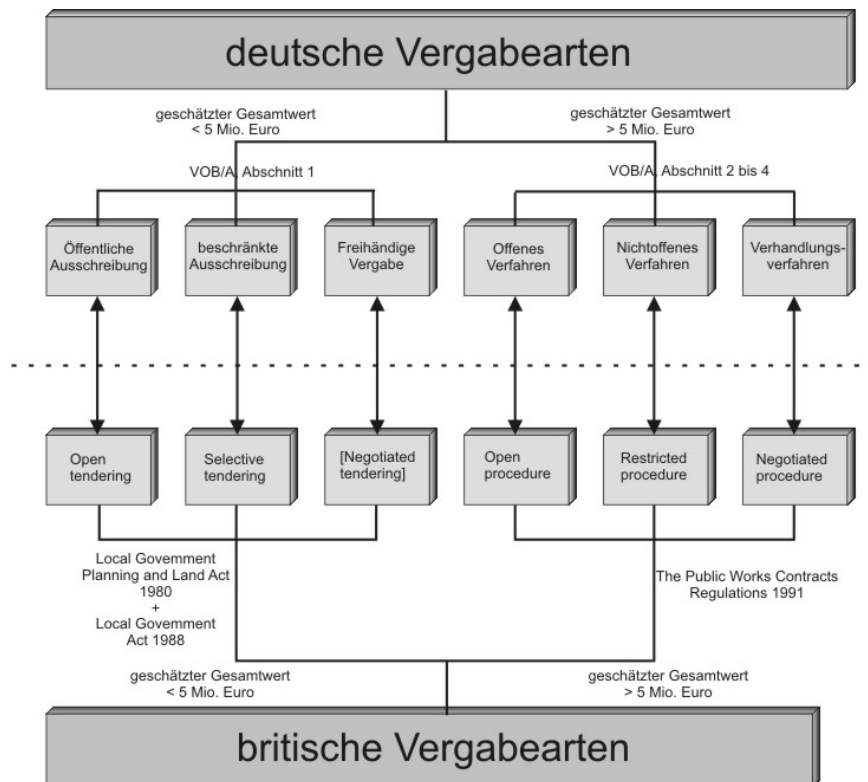 deutsche Vergabearten
geschätzter Gesamtwert
< 5 Mio. Euro
geschätzter Gesamtwert
> 5 Mio. Euro
VOB/A, Abschnitt 1
VOB/A, Abschnitt 2 bis 4
Öffentliche
Ausschreibung
beschränkte
Ausschreibung
Freihändige
Vergabe
Offenes
Verfahren
Nichtoffenes
Verfahren
Verhandlungs-
verfahren
Open
tendering
Selective
tendering
[Negotiated
tendering]
Open
procedure
Restricted
procedure
Negotiated
procedure
Local Government
Planning and Land Act
1980
+
Local Government
Act 1988
The Public Works Contracts
Regulations 1991
geschätzter Gesamtwert
< 5 Mio. Euro
geschätzter Gesamtwert
> 5 Mio. Euro
britische Vergabearten